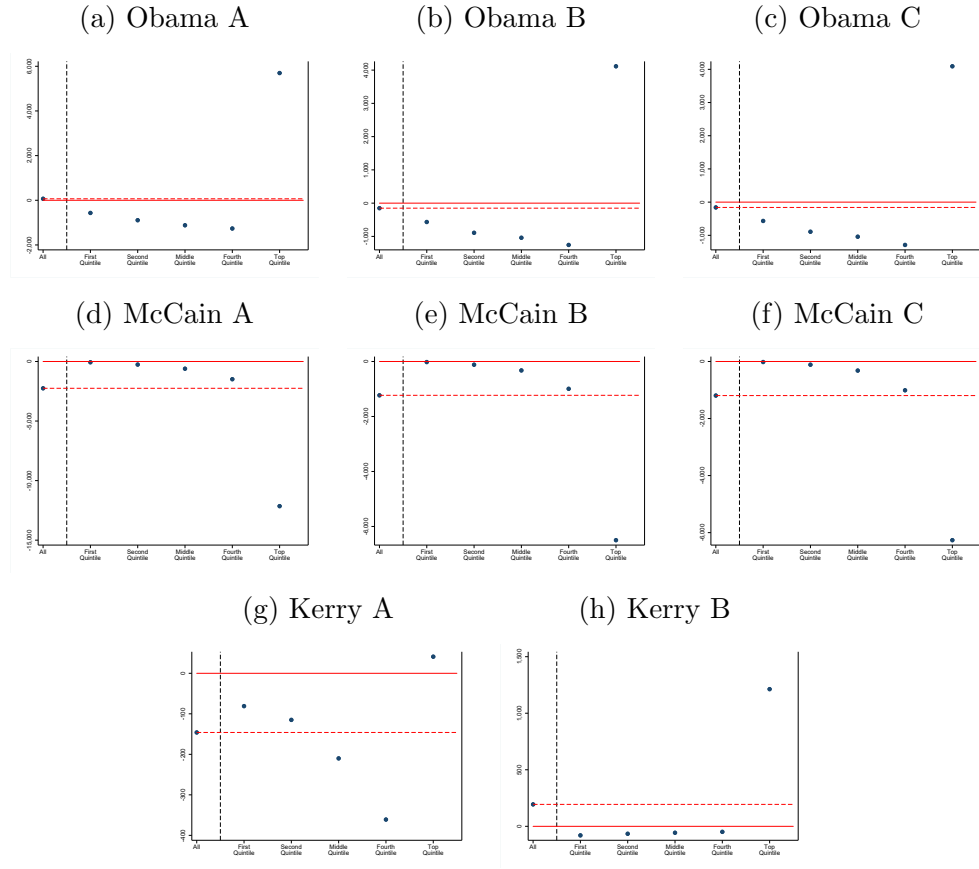 (a) Obama A
(b) Obama B
(c) Obama C
6,000
4,000
2,000
0
-2,000
All
First Quintile
Second Quintile
Middle Quintile
Fourth Quintile
Top Quintile
4,000
3,000
2,000
1,000
0
-1,000
All
First Quintile
Second Quintile
Middle Quintile
Fourth Quintile
Top Quintile
4,000
3,000
2,000
1,000
0
-1,000
All
First Quintile
Second Quintile
Middle Quintile
Fourth Quintile
Top Quintile
(d) McCain A
(e) McCain B
(f) McCain C
0
-5,000
-10,000
-15,000
All
First Quintile
Second Quintile
Middle Quintile
Fourth Quintile
Top Quintile
0
-2,000
-4,000
-6,000
All
First Quintile
Second Quintile
Middle Quintile
Fourth Quintile
Top Quintile
0
-2,000
-4,000
-6,000
All
First Quintile
Second Quintile
Middle Quintile
Fourth Quintile
Top Quintile
(g) Kerry A
(h) Kerry B
0
-100
-200
-300
-400
All
First Quintile
Second Quintile
Middle Quintile
Fourth Quintile
Top Quintile
1,500
1,000
500
0
All
First Quintile
Second Quintile
Middle Quintile
Fourth Quintile
Top Quintile